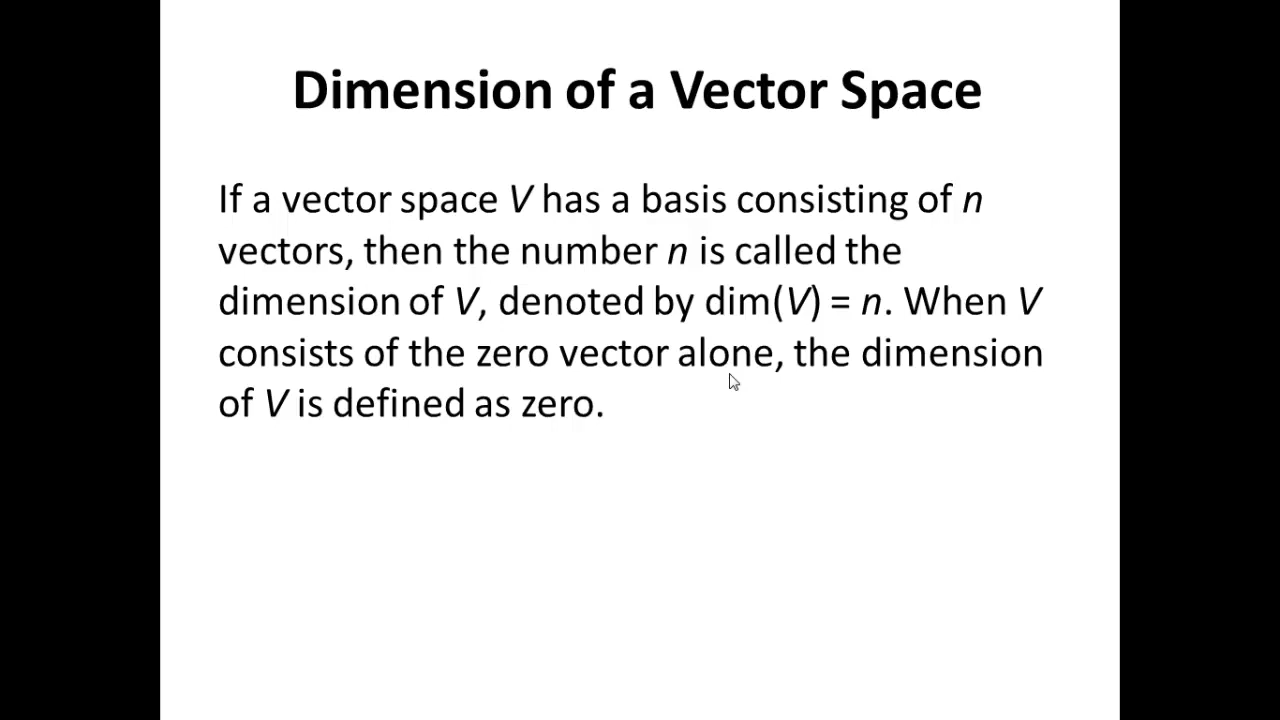 Dimension of a Vector Space
If a vector space V has a basis consisting of n
vectors, then the number n is called the
dimension of V, denoted by dim(V) = n. When V
consists of the zero vector alone, the dimension
of V is defined as zero.